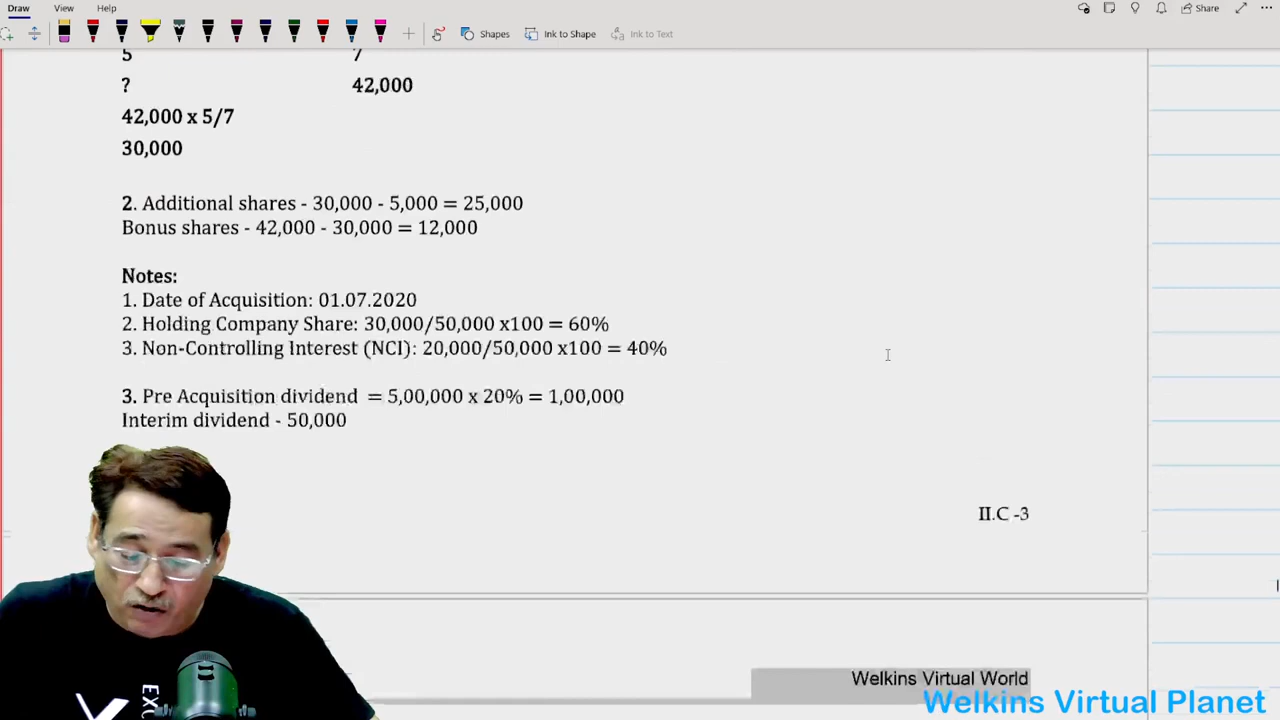 Draw View Help
Share
Shapes Ink to Shape Ink to Text
5 7
? 42,000
42,000 x 5/7
30,000
2. Additional shares - 30,000 - 5,000 = 25,000
Bonus shares - 42,000 - 30,000 = 12,000
Notes:
1. Date of Acquisition: 01.07.2020
2. Holding Company Share: 30,000/50,000 x100 = 60%
3. Non-Controlling Interest (NCI): 20,000/50,000 x100 = 40%
3. Pre Acquisition dividend = 5,00,000 x 20% = 1,00,000
Interim dividend - 50,000
II.C -3
Welkins Virtual World
Welkins Virtual Planet